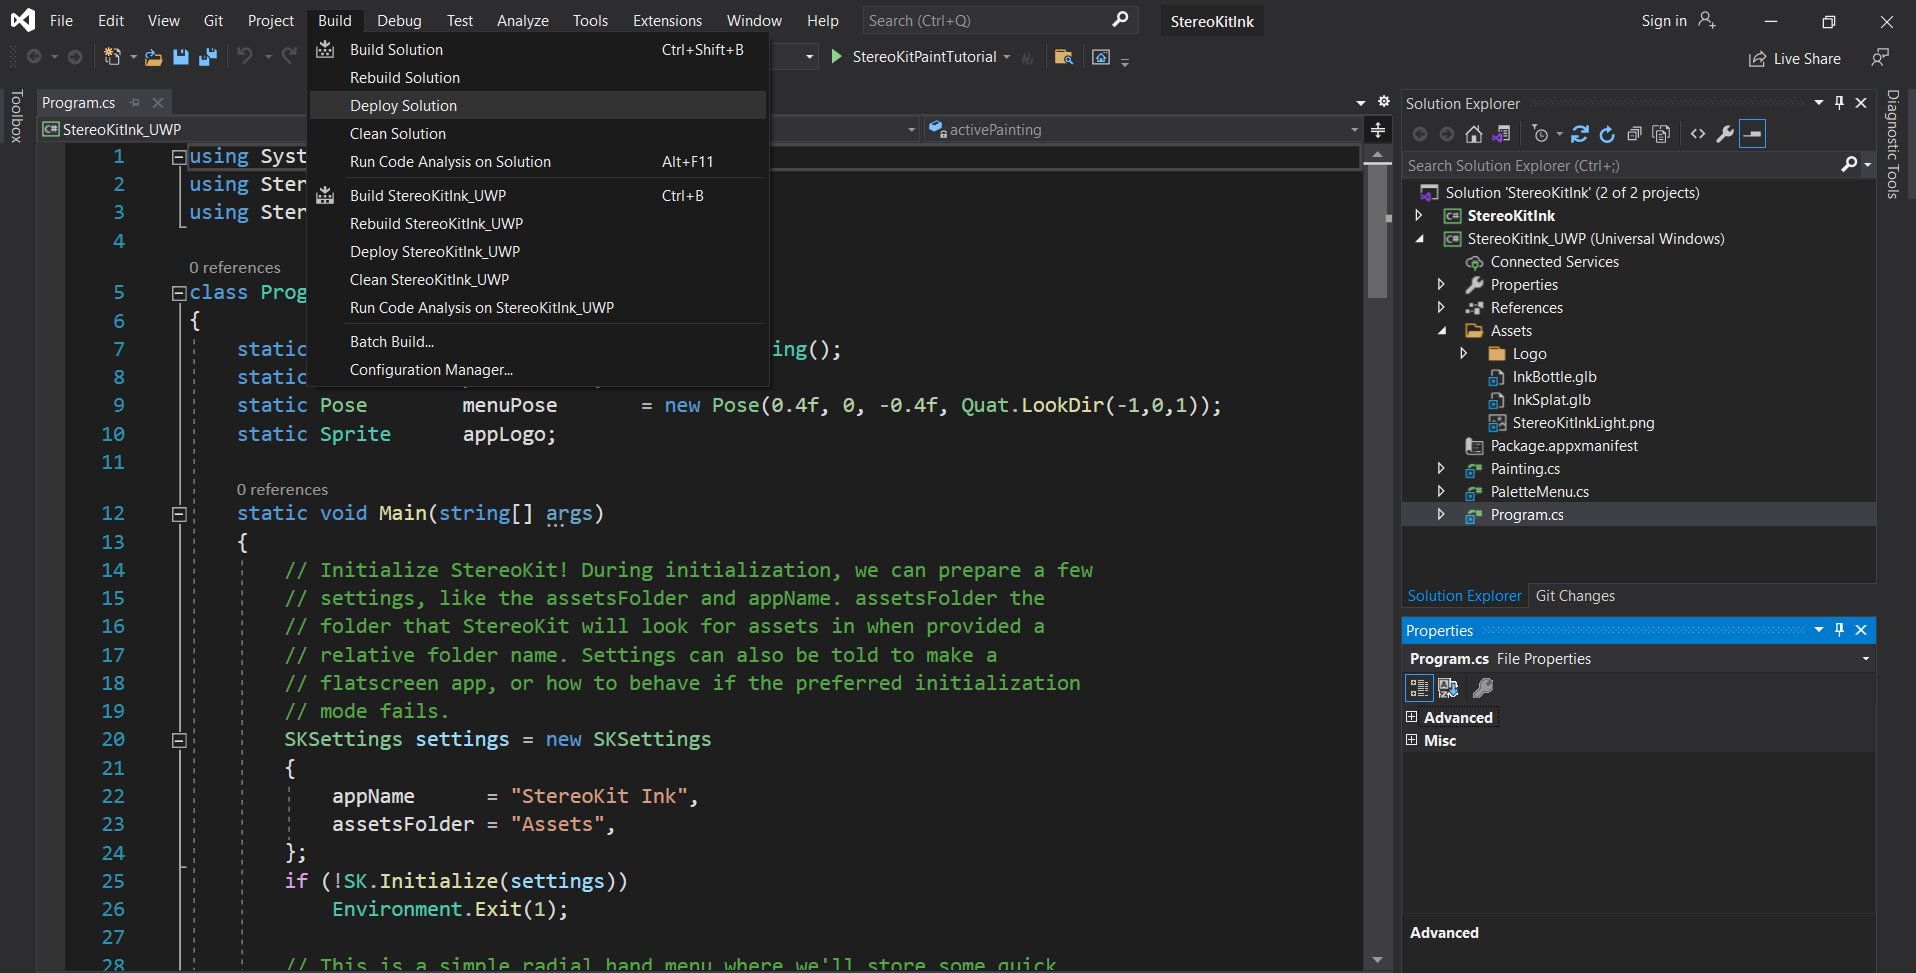 File Edit View Git Project Build Debug Test Analyze Tools Extensions Window Help Search (Ctrl+Q) StereoKitInk Sign in
StereoKitPaintTutorial Live Share
Toolbox
Program.cs
StereoKitInk_UWP activePainting
Build Solution Ctrl+Shift+B
Rebuild Solution
Deploy Solution
Clean Solution
Run Code Analysis on Solution Alt+F11
Build StereoKitInk_UWP Ctrl+B
Rebuild StereoKitInk_UWP
Deploy StereoKitInk_UWP
Clean StereoKitInk_UWP
Run Code Analysis on StereoKitInk_UWP
Batch Build...
Configuration Manager...
1 using Syst
2 using Ster
3 using Ster
4
0 references
5 class Prog
6 {
7 static ing();
8 static
9 static Pose menuPose = new Pose(0.4f, 0, -0.4f, Quat.LookDir(-1,0,1));
10 static Sprite appLogo;
11
0 references
12 static void Main(string[] args)
13 {
14 // Initialize StereoKit! During initialization, we can prepare a few
15 // settings, like the assetsFolder and appName. assetsFolder the
16 // folder that StereoKit will look for assets in when provided a
17 // relative folder name. Settings can also be told to make a
18 // flatscreen app, or how to behave if the preferred initialization
19 // mode fails.
20 SKSettings settings = new SKSettings
21 {
22 appName = "StereoKit Ink",
23 assetsFolder = "Assets",
24 };
25 if (!SK.Initialize(settings))
26 Environment.Exit(1);
27
28 // This is a simple radial hand menu where we'll store some quick
Solution Explorer
Search Solution Explorer (Ctrl+;)
Solution 'StereoKitInk' (2 of 2 projects)
StereoKitInk
StereoKitInk_UWP (Universal Windows)
Connected Services
Properties
References
Assets
Logo
InkBottle.glb
InkSplat.glb
StereoKitInkLight.png
Package.appxmanifest
Painting.cs
PaletteMenu.cs
Program.cs
Solution Explorer Git Changes
Properties
Program.cs File Properties
Advanced
Misc
Advanced
Diagnostic Tools